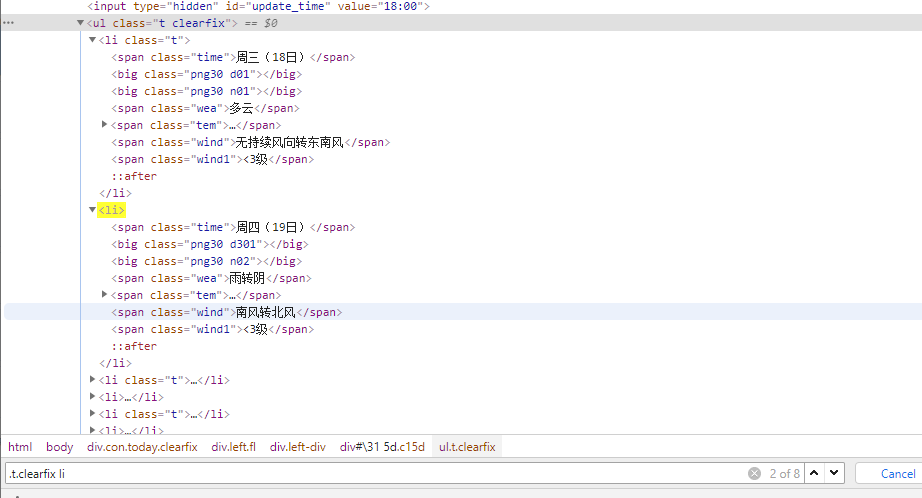 <input type="hidden" id="update_time" value="18:00">
… ▼<ul class="t clearfix"> == $0
▼<li class="t">
<span class="time">周三（18日）</span>
<big class="png30 d01"></big>
<big class="png30 n01"></big>
<span class="wea">多云</span>
▶<span class="tem">…</span>
<span class="wind">无持续风向转东南风</span>
<span class="wind1"><3级</span>
::after
</li>
▼<li>
<span class="time">周四（19日）</span>
<big class="png30 d301"></big>
<big class="png30 n02"></big>
<span class="wea">雨转阴</span>
▶<span class="tem">…</span>
<span class="wind">南风转北风</span>
<span class="wind1"><3级</span>
::after
</li>
▶<li class="t">…</li>
▶<li>…</li>
▶<li class="t">…</li>
▶<li>…</li>
html body div.con.today.clearfix div.left.fl div.left-div div#\31 5d.c15d ul.t.clearfix
.t.clearfix li 2 of 8 Cancel